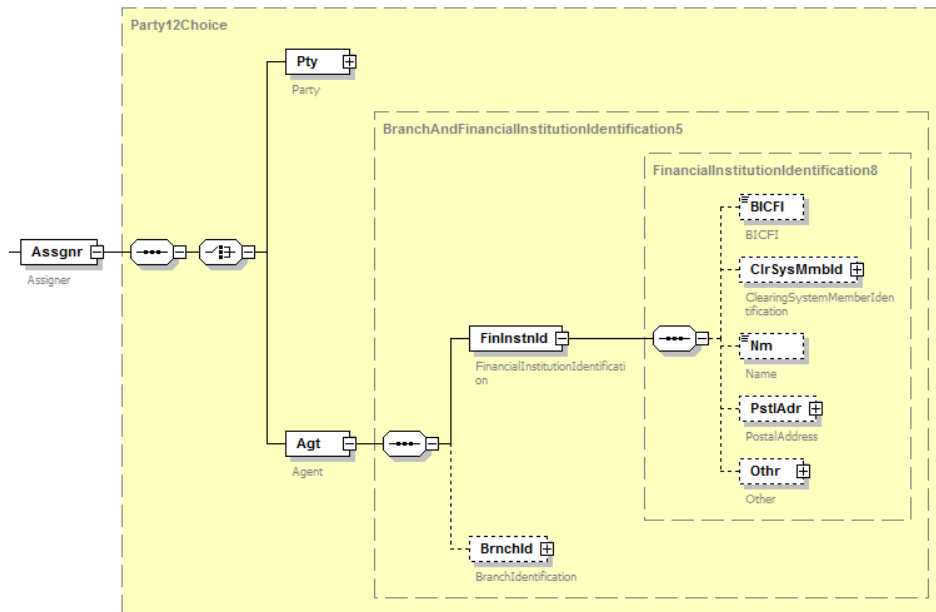 Party12Choice
Pty
Party
BranchAndFinancialInstitutionIdentification5
FinancialInstitutionIdentification8
BICFI
BICFI
Assgnr
Assigner
ClrSysMmbId
ClearingSystemMemberIden
tification
FinInstnId
FinancialInstitutionIdentificati
on
Nm
Name
PstlAdr
PostalAddress
Agt
Agent
Othr
Other
BrnchId
BranchIdentification